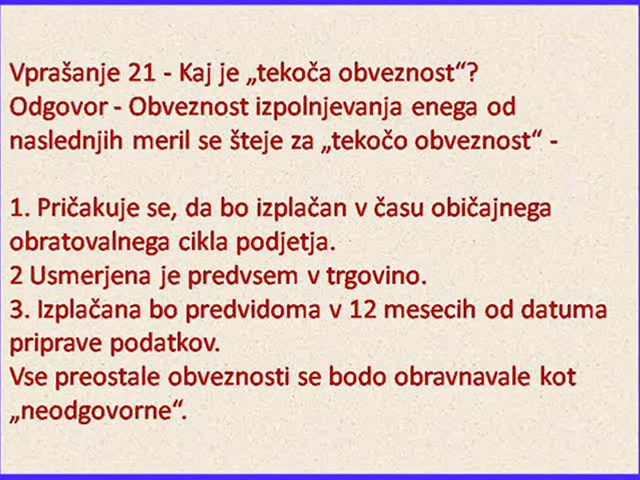 Vprašanje 21 - Kaj je „tekoča obveznost“?
Odgovor - Obveznost izpolnjevanja enega od
naslednjih meril se šteje za „tekočo obveznost“ -
1. Pričakuje se, da bo izplačan v času običajnega
obratovalnega cikla podjetja.
2 Usmerjena je predvsem v trgovino.
3. Izplačana bo predvidoma v 12 mesecih od datuma
priprave podatkov.
Vse preostale obveznosti se bodo obravnavale kot
„neodgovorne“.